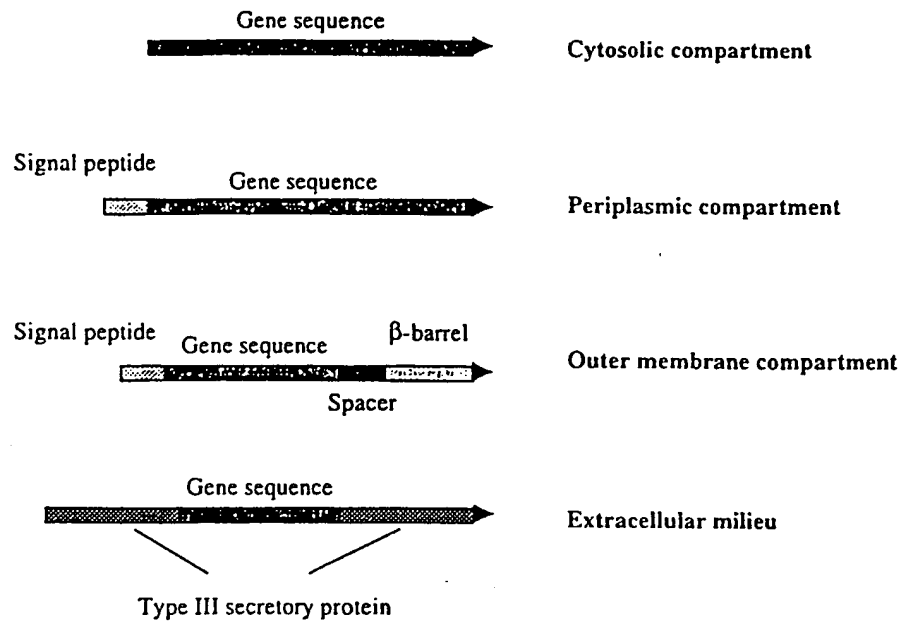 Gene sequence
Cytosolic compartment
Signal peptide
Gene sequence
Periplasmic compartment
Signal peptide
Gene sequence
β-barrel
Outer membrane compartment
Spacer
Gene sequence
Extracellular milieu
Type III secretory protein